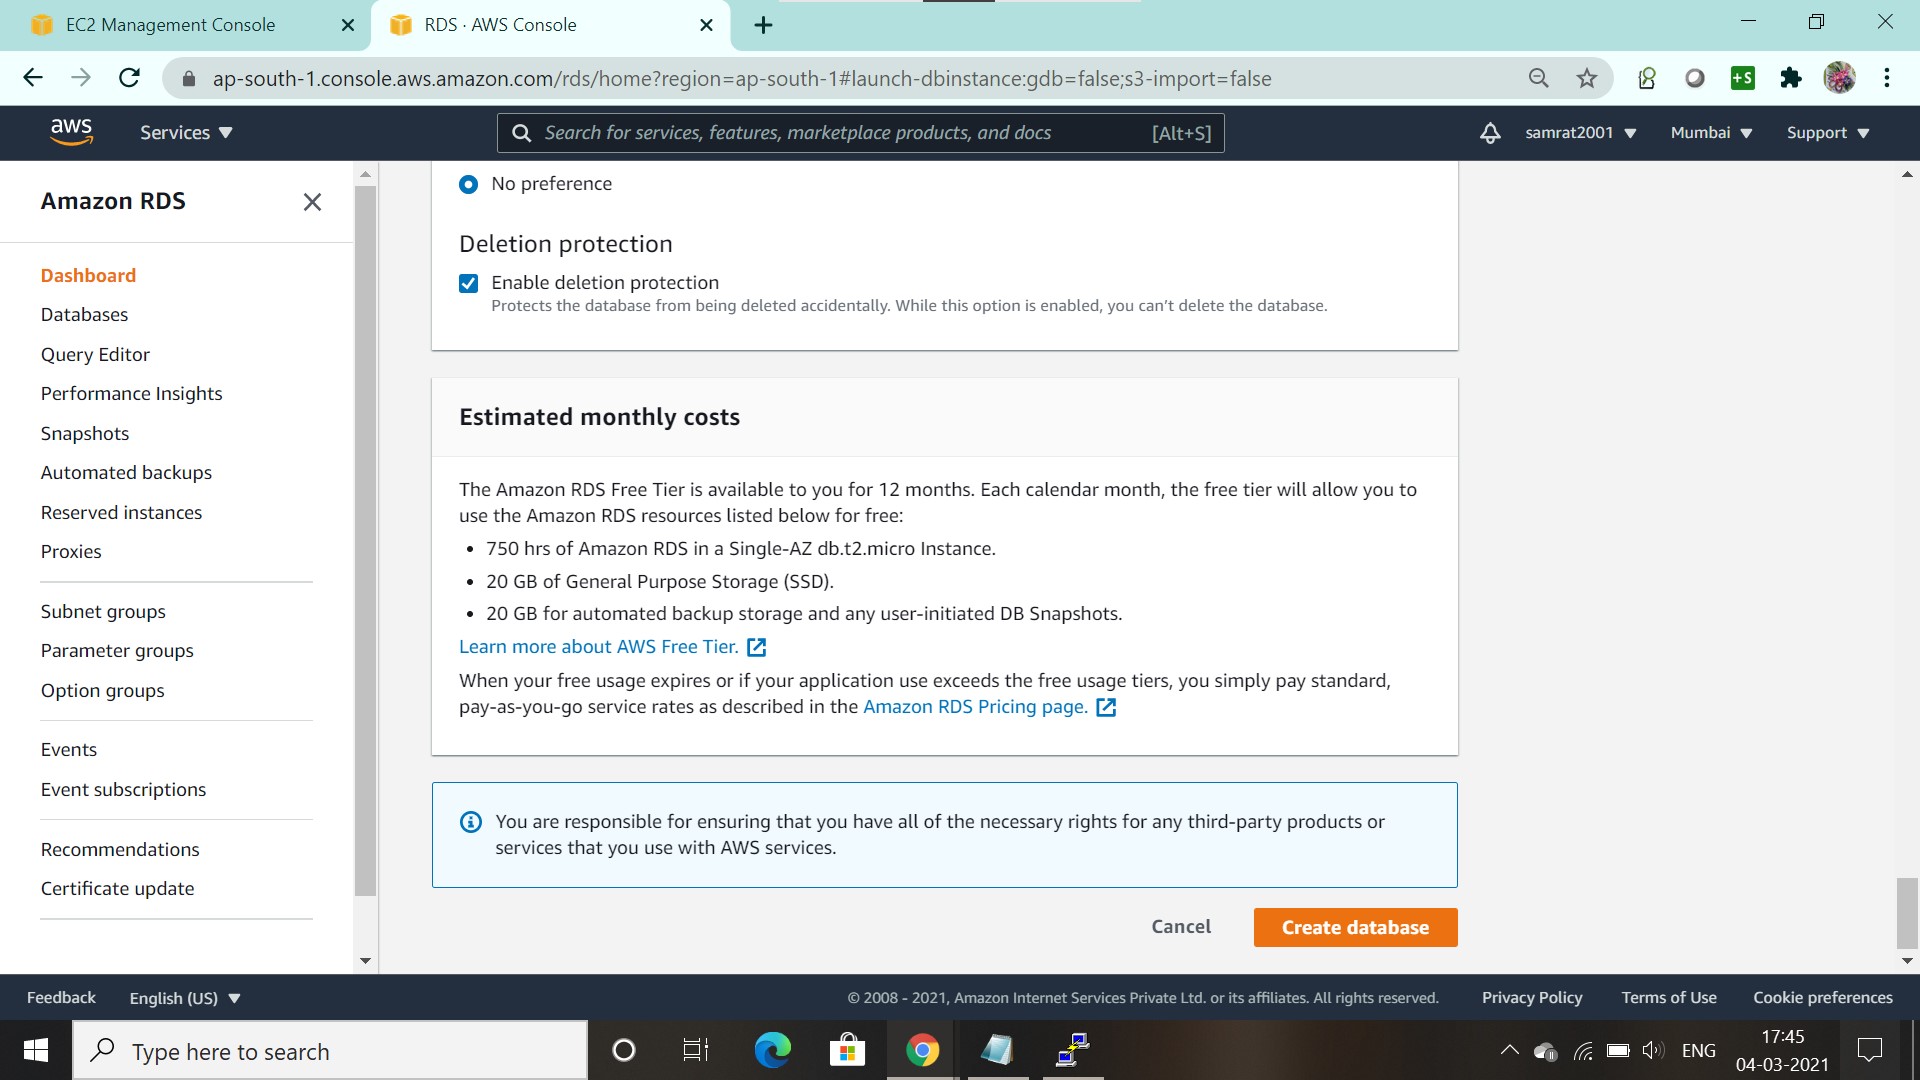 EC2 Management Console
RDS · AWS Console
ap-south-1.console.aws.amazon.com/rds/home?region=ap-south-1#launch-dbinstance:gdb=false;s3-import=false
+S
aws
Services ▼
Search for services, features, marketplace products, and docs [Alt+S]
samrat2001 ▼
Mumbai ▼
Support ▼
Amazon RDS
Dashboard
Databases
Query Editor
Performance Insights
Snapshots
Automated backups
Reserved instances
Proxies
Subnet groups
Parameter groups
Option groups
Events
Event subscriptions
Recommendations
Certificate update
No preference
Deletion protection
Enable deletion protection
Protects the database from being deleted accidentally. While this option is enabled, you can't delete the database.
Estimated monthly costs
The Amazon RDS Free Tier is available to you for 12 months. Each calendar month, the free tier will allow you to
use the Amazon RDS resources listed below for free:
• 750 hrs of Amazon RDS in a Single-AZ db.t2.micro Instance.
• 20 GB of General Purpose Storage (SSD).
• 20 GB for automated backup storage and any user-initiated DB Snapshots.
Learn more about AWS Free Tier.
When your free usage expires or if your application use exceeds the free usage tiers, you simply pay standard,
pay-as-you-go service rates as described in the Amazon RDS Pricing page.
You are responsible for ensuring that you have all of the necessary rights for any third-party products or
services that you use with AWS services.
Cancel
Create database
Feedback
English (US) ▼
© 2008 - 2021, Amazon Internet Services Private Ltd. or its affiliates. All rights reserved.
Privacy Policy
Terms of Use
Cookie preferences
Type here to search
ENG
17:45
04-03-2021